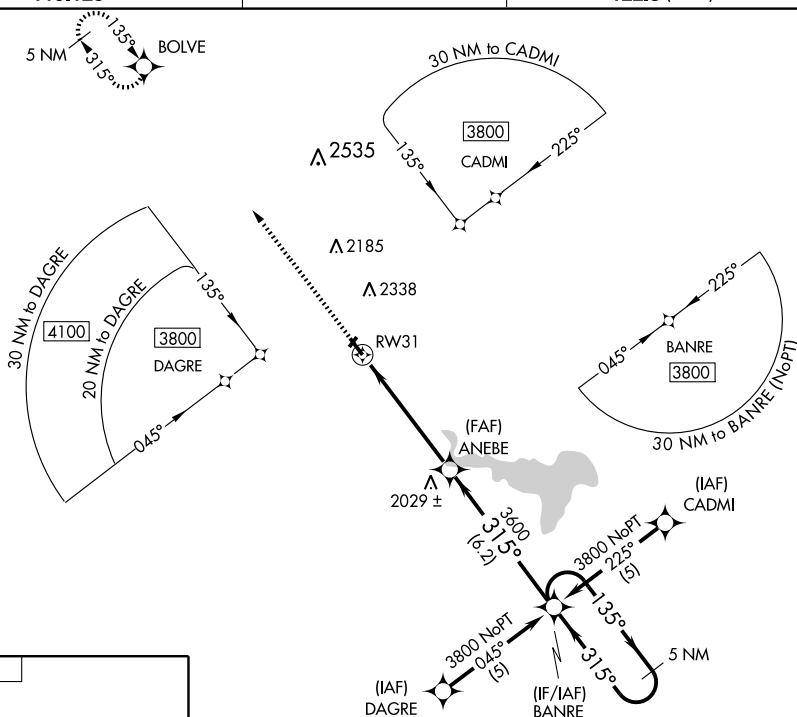 135°
BOLVE
5 NM
315°
30 NM to CADMI
3800
CADMI
135°
225°
2535
2185
2338
RW31
30 NM to DAGRE
20 NM to DAGRE
4100
3800
DAGRE
135°
045°
225°
045°
BANRE
3800
30 NM to BANRE (NoPT)
(FAF)
ANEBE
2029 ±
3600
315°
(6.2)
(IAF)
CADMI
3800 NoPT
225°
(5)
3800 NoPT
045°
(5)
135°
315°
5 NM
(IAF)
DAGRE
(IF/IAF)
BANRE